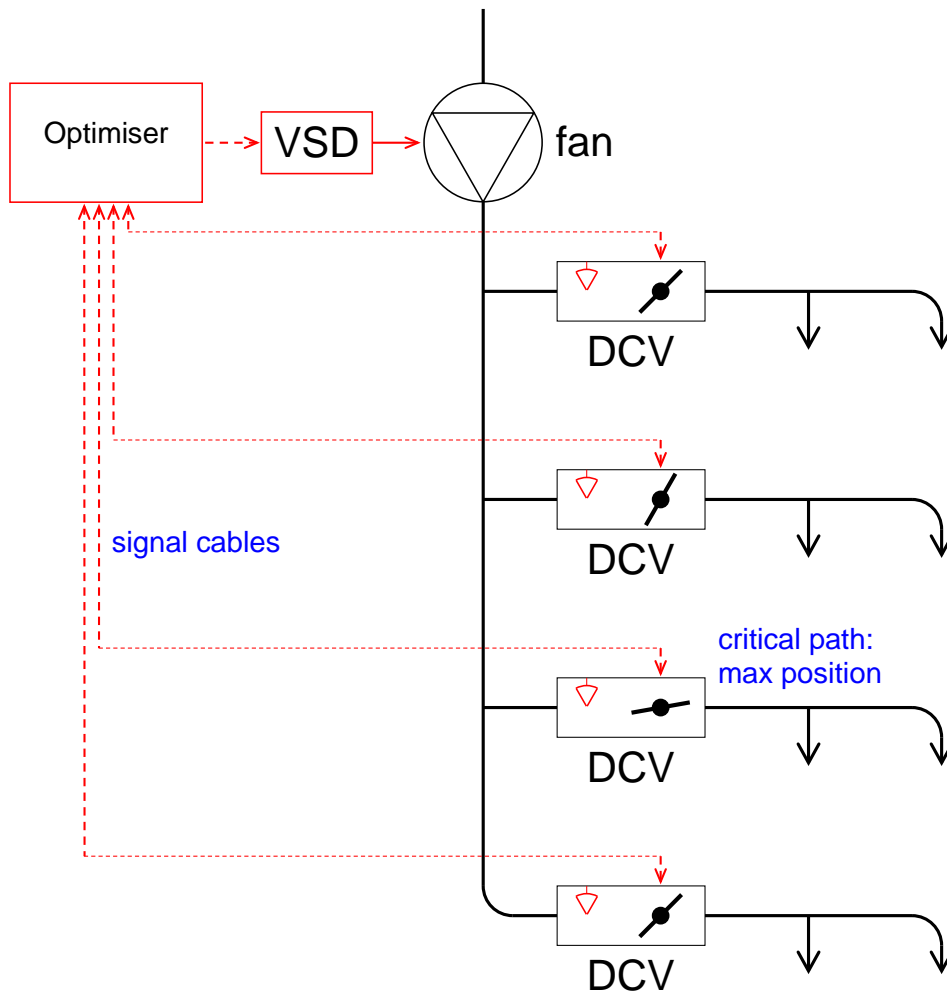 Optimiser
VSD
fan
DCV
signal cables
DCV
critical path:
max position
DCV
DCV